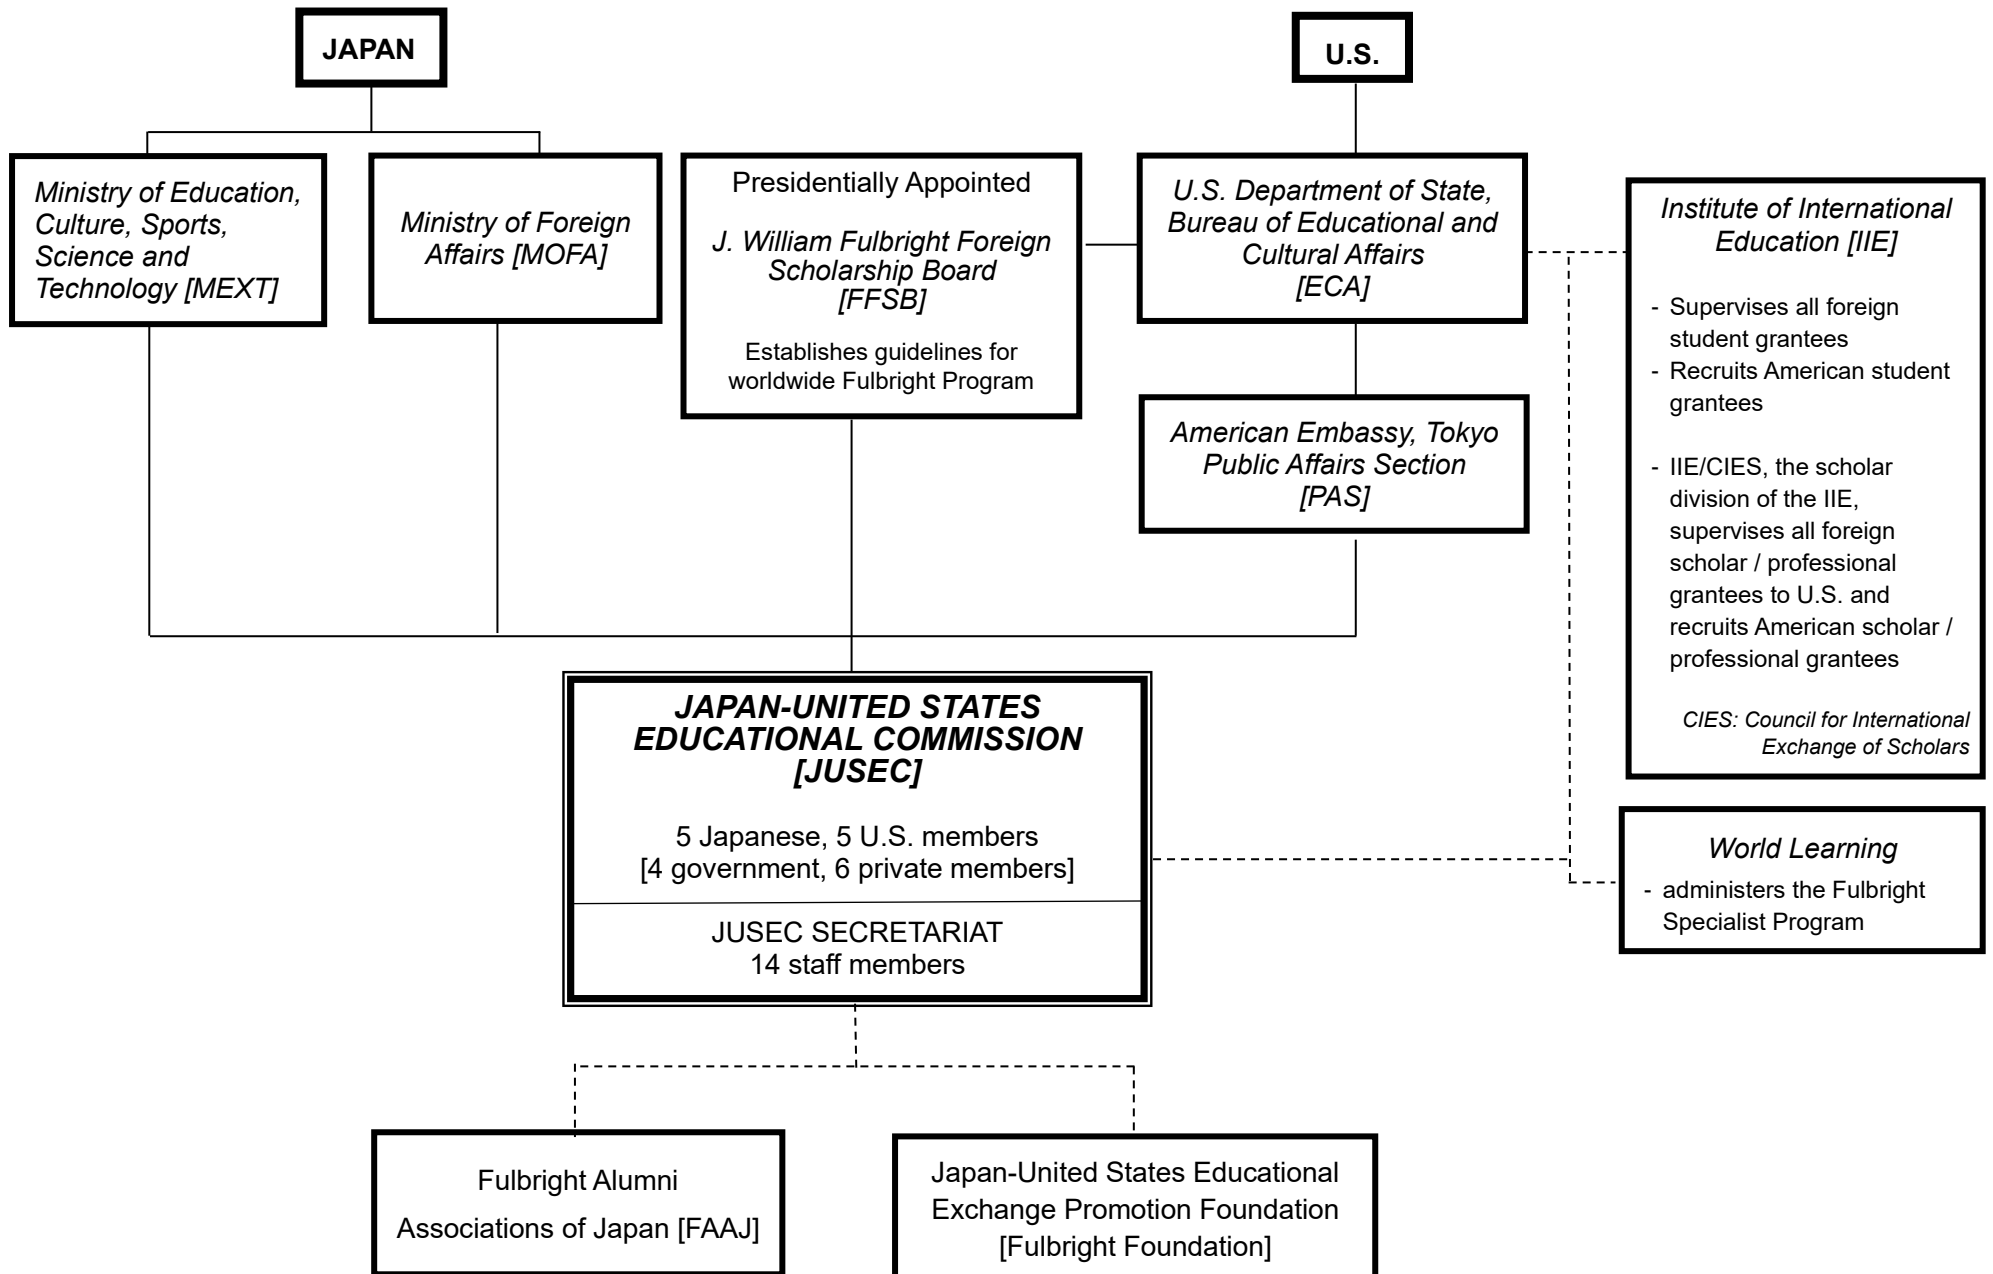 JAPAN
U.S.
Ministry of Education,
Culture, Sports,
Science and
Technology [MEXT]
Ministry of Foreign
Affairs [MOFA]
Presidentially Appointed
J. William Fulbright Foreign
Scholarship Board
[FFSB]
Establishes guidelines for
worldwide Fulbright Program
U.S. Department of State,
Bureau of Educational and
Cultural Affairs
[ECA]
American Embassy, Tokyo
Public Affairs Section
[PAS]
Institute of International
Education [IIE]
- Supervises all foreign
student grantees
- Recruits American student
grantees
- IIE/CIES, the scholar
division of the IIE,
supervises all foreign
scholar / professional
grantees to U.S. and
recruits American scholar /
professional grantees
CIES: Council for International
Exchange of Scholars
JAPAN-UNITED STATES
EDUCATIONAL COMMISSION
[JUSEC]
5 Japanese, 5 U.S. members
[4 government, 6 private members]
JUSEC SECRETARIAT
14 staff members
World Learning
- administers the Fulbright
Specialist Program
Fulbright Alumni
Associations of Japan [FAAJ]
Japan-United States Educational
Exchange Promotion Foundation
[Fulbright Foundation]